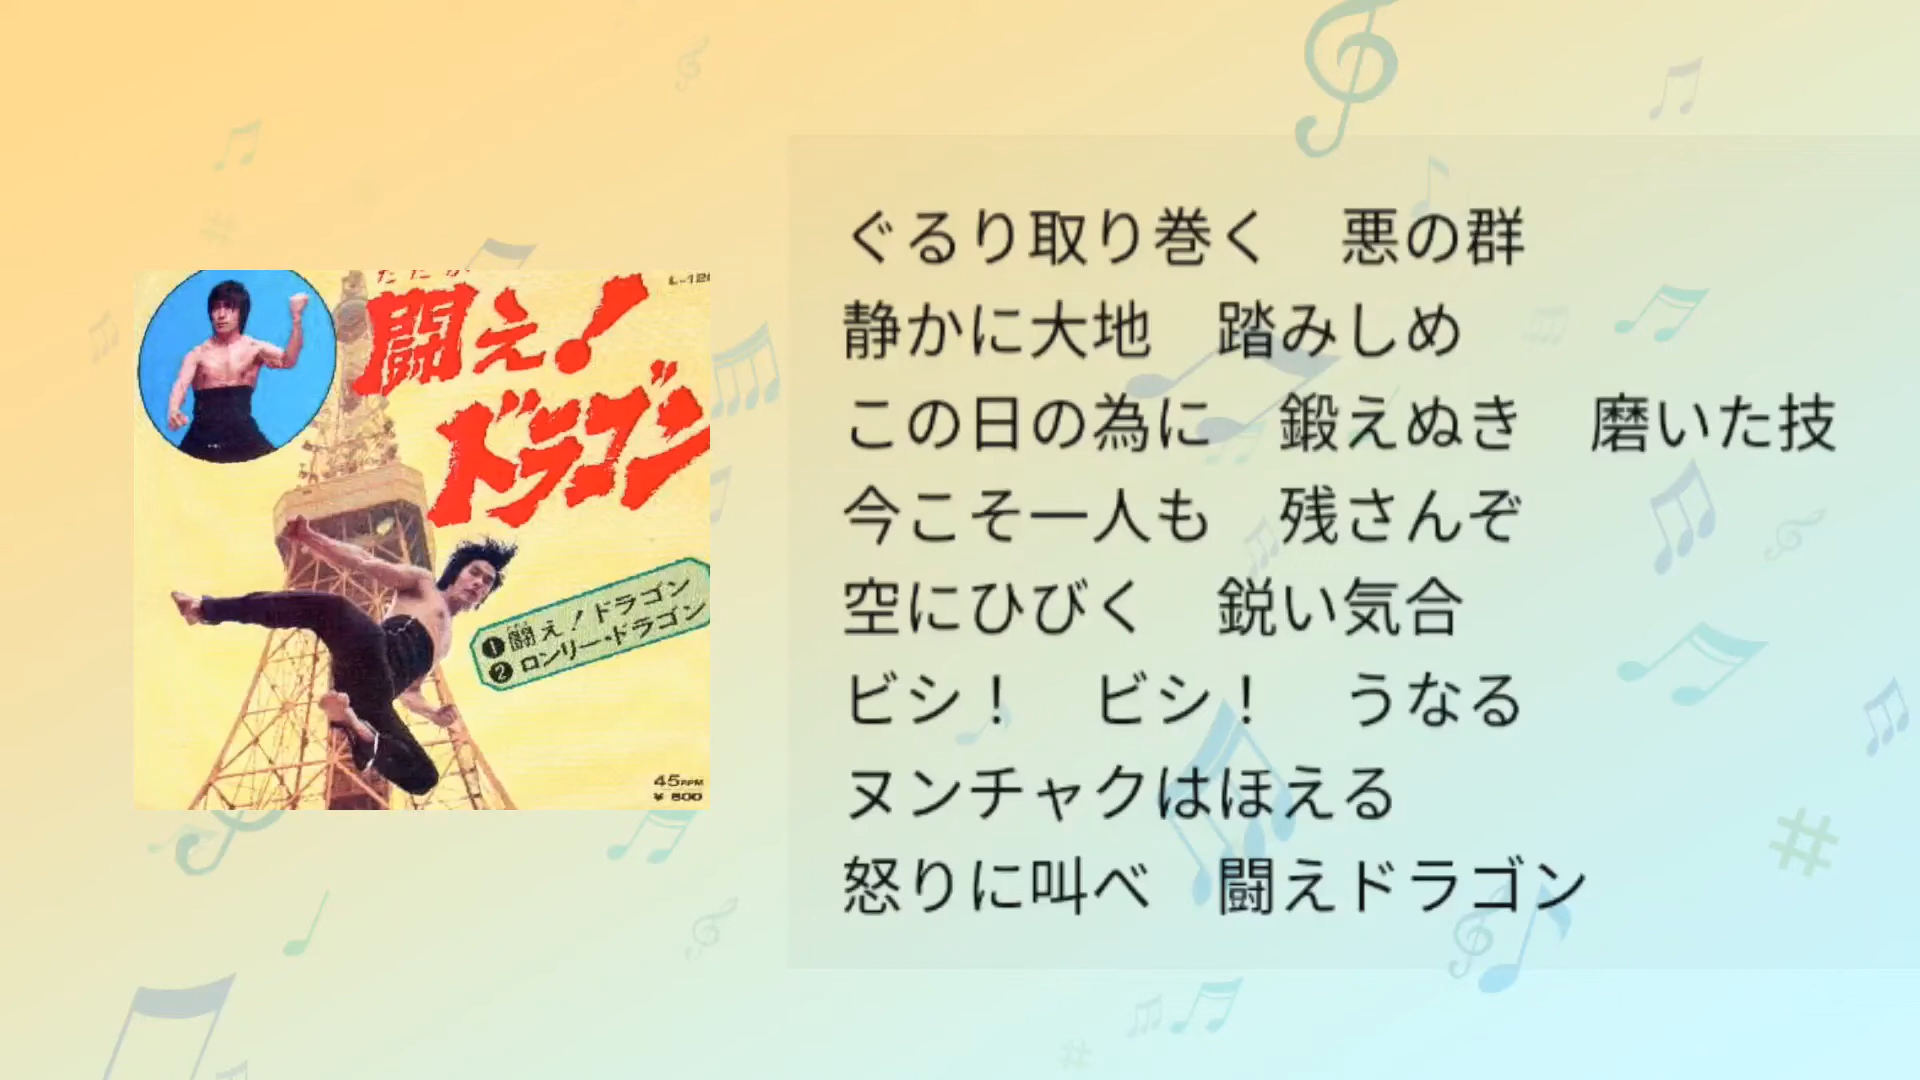 L-12
闘え!
ドラゴン
❶闘え!ドラゴン
❷ロンリー・ドラゴン
45RPM
¥ 500
ぐるり取り巻く　悪の群
静かに大地　踏みしめ
この日の為に　鍛えぬき　磨いた技
今こそ一人も　残さんぞ
空にひびく　鋭い気合
ビシ!　ビシ!　うなる
ヌンチャクはほえる
怒りに叫べ　闘えドラゴン